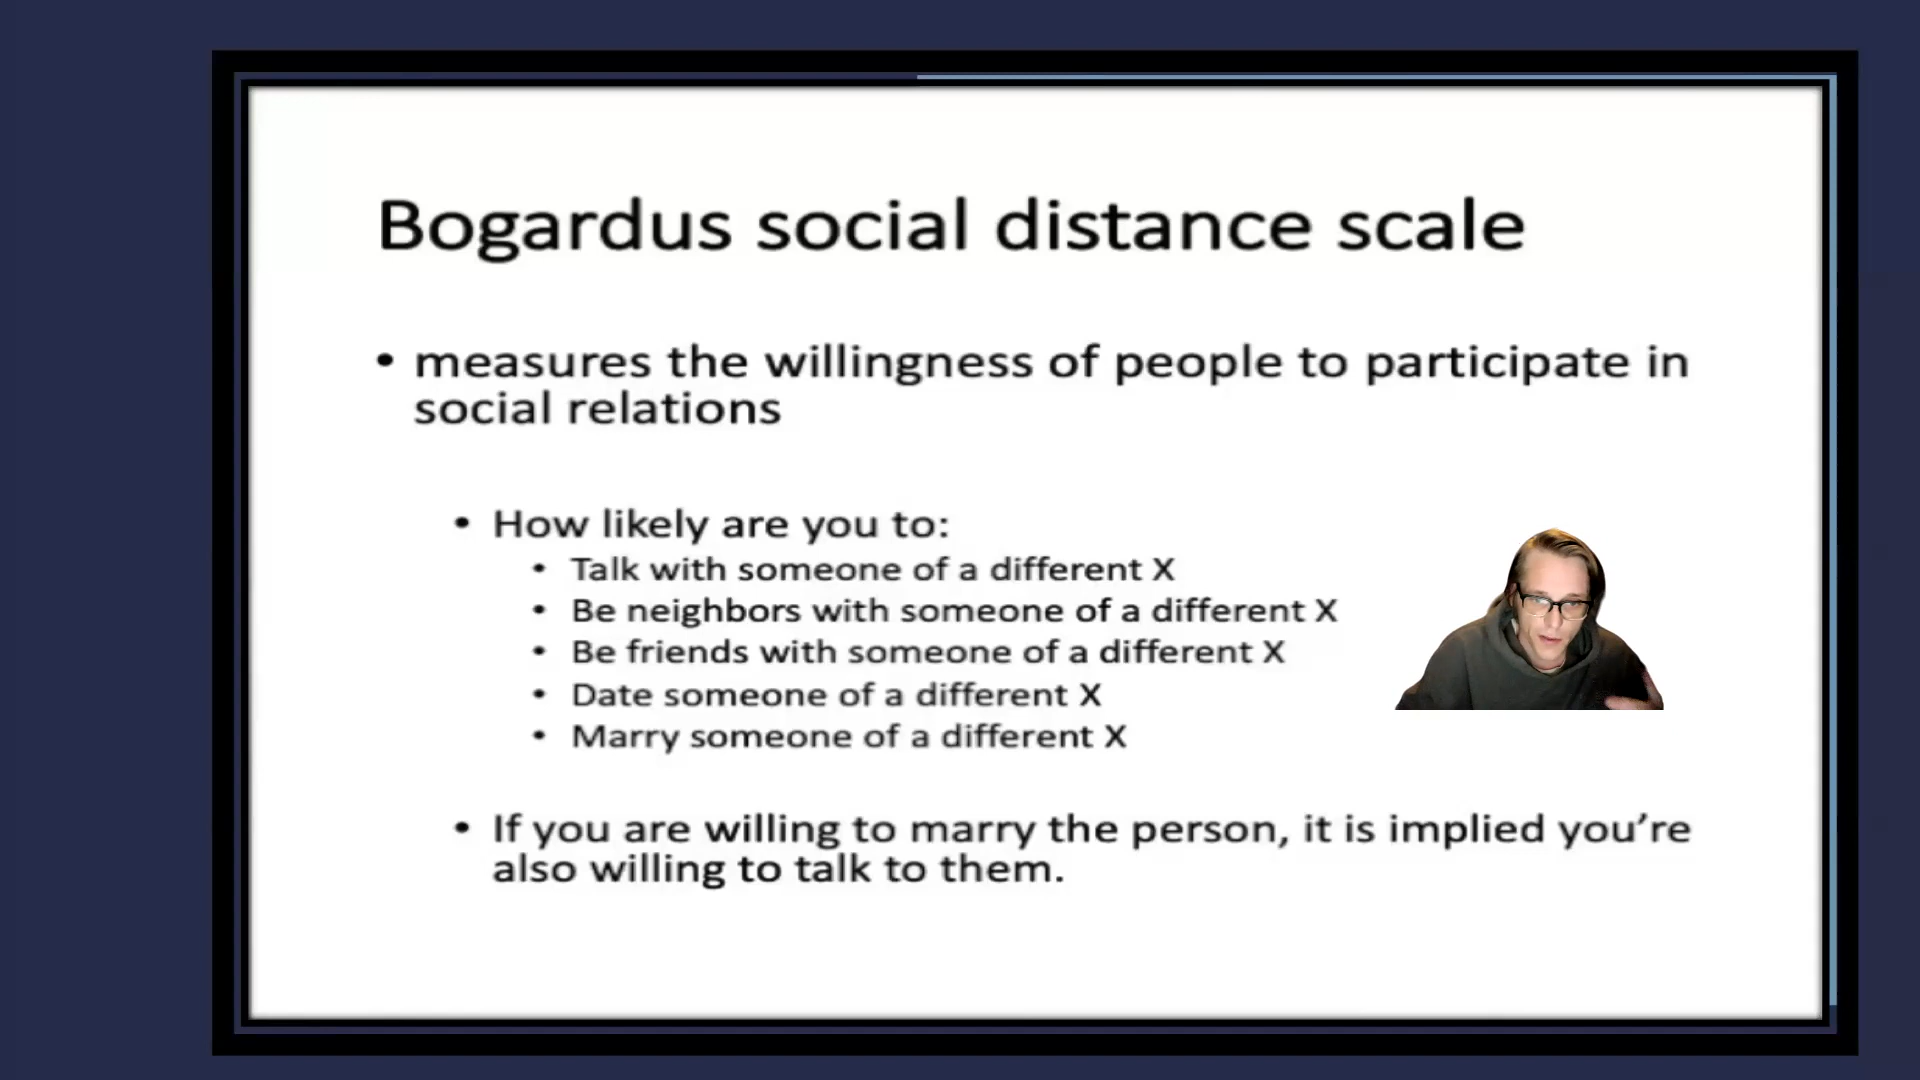 Bogardus social distance scale
• measures the willingness of people to participate in
social relations
• How likely are you to:
• Talk with someone of a different X
• Be neighbors with someone of a different X
• Be friends with someone of a different X
• Date someone of a different X
• Marry someone of a different X
• If you are willing to marry the person, it is implied you’re
also willing to talk to them.